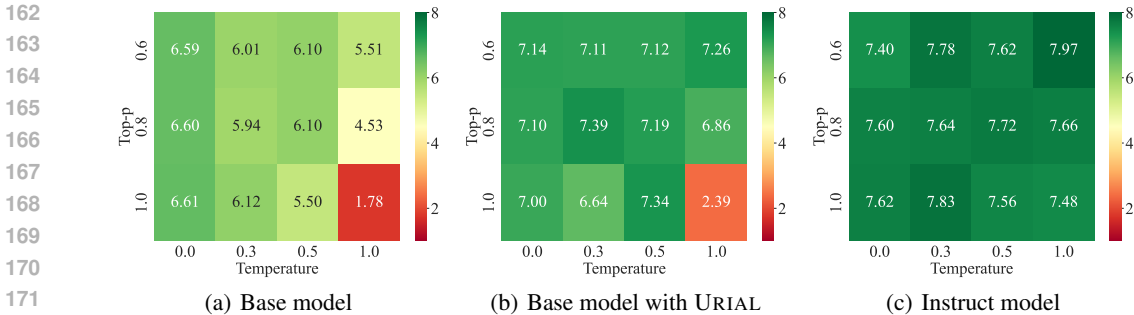 162
163
164
165
166
167
168
169
170
171
8
6
4
2
0.6
6.59 6.01 6.10 5.51
Top-p
0.8
6.60 5.94 6.10 4.53
1.0
6.61 6.12 5.50 1.78
0.0 0.3 0.5 1.0
Temperature
(a) Base model
8
6
4
2
0.6
7.14 7.11 7.12 7.26
Top-p
0.8
7.10 7.39 7.19 6.86
1.0
7.00 6.64 7.34 2.39
0.0 0.3 0.5 1.0
Temperature
(b) Base model with URIAL
8
6
4
2
0.6
7.40 7.78 7.62 7.97
Top-p
0.8
7.60 7.64 7.72 7.66
1.0
7.62 7.83 7.56 7.48
0.0 0.3 0.5 1.0
Temperature
(c) Instruct model